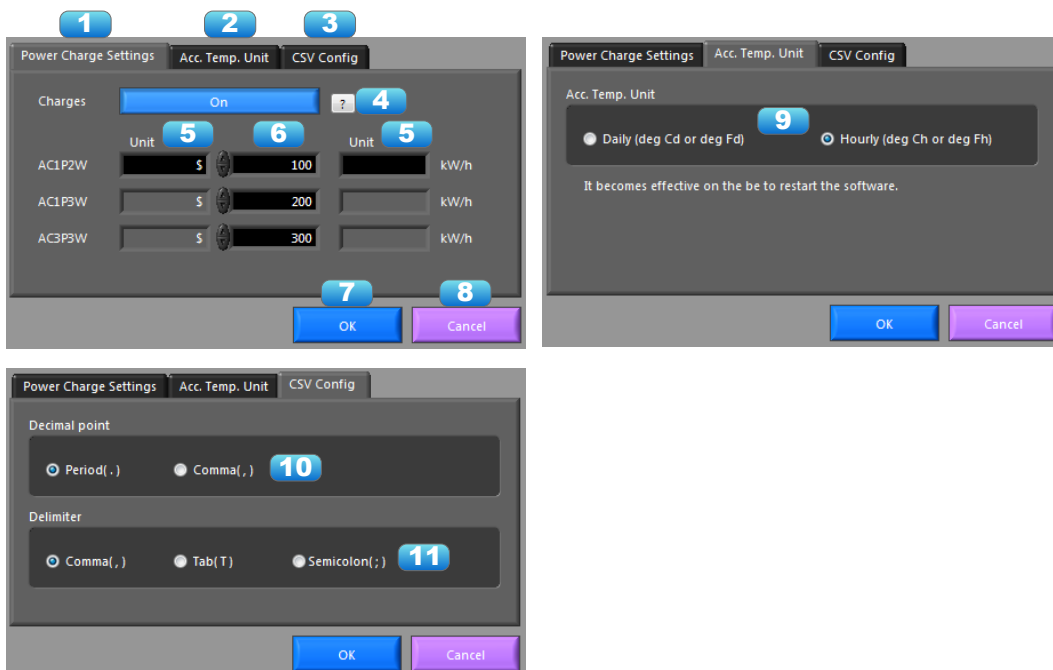 1 2 3
Power Charge Settings Acc. Temp. Unit CSV Config
Charges On ? 4
Unit 5 6 Unit 5
AC1P2W $ 100 kW/h
AC1P3W $ 200 kW/h
AC3P3W $ 300 kW/h
7 8
OK Cancel
Power Charge Settings Acc. Temp. Unit CSV Config
Acc. Temp. Unit
9
Daily (deg Cd or deg Fd) Hourly (deg Ch or deg Fh)
It becomes effective on the be to restart the software.
OK Cancel
Power Charge Settings Acc. Temp. Unit CSV Config
Decimal point
Period( . ) Comma( , ) 10
Delimiter
Comma( , ) Tab(T) Semicolon( ; ) 11
OK Cancel